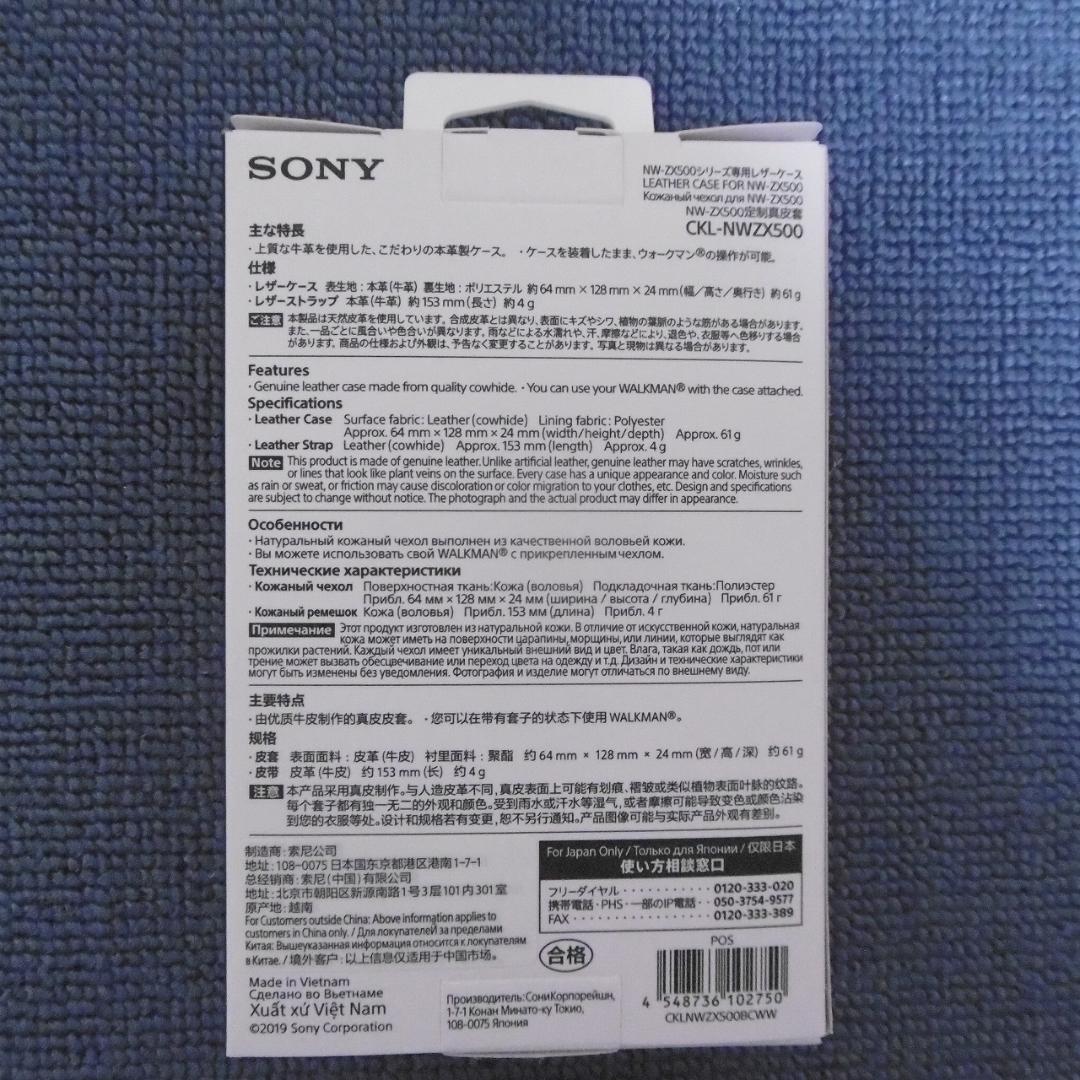 SONY
NW-ZX500シリーズ専用レザーケース
LEATHER CASE FOR NW-ZX500
Кожаный чехол для NW-ZX500
NW-ZX500定制真皮套
CKL-NWZX500
主な特長
・上質な牛革を使用した、こだわりの本革製ケース。 ・ケースを装着したまま、ウォークマン®の操作が可能。
仕様
・レザーケース 表生地：本革(牛革) 裏生地：ポリエステル 約64 mm × 128 mm × 24 mm(幅／高さ／奥行き) 約61 g
・レザーストラップ 本革(牛革) 約153 mm(長さ) 約4 g
ご注意 本製品は天然皮革を使用しています。合成皮革とは異なり、表面にキズやシワ、植物の葉脈のような筋がある場合があります。
また、一品ごとに風合いや色合いが異なります。雨などによる水濡れや、汗、摩擦などにより、退色や、衣服等へ色移りする場合
があります。商品の仕様および外観は、予告なく変更することがあります。写真と現物は異なる場合があります。
Features
・Genuine leather case made from quality cowhide. ・You can use your WALKMAN® with the case attached.
Specifications
・Leather Case Surface fabric: Leather (cowhide) Lining fabric: Polyester
Approx. 64 mm × 128 mm × 24 mm (width/height/depth) Approx. 61 g
・Leather Strap Leather (cowhide) Approx. 153 mm (length) Approx. 4 g
Note This product is made of genuine leather. Unlike artificial leather, genuine leather may have scratches, wrinkles,
or lines that look like plant veins on the surface. Every case has a unique appearance and color. Moisture such
as rain or sweat, or friction may cause discoloration or color migration to your clothes, etc. Design and specifications
are subject to change without notice. The photograph and the actual product may differ in appearance.
Особенности
・Натуральный кожаный чехол выполнен из качественной воловьей кожи.
・Вы можете использовать свой WALKMAN® с прикрепленным чехлом.
Технические характеристики
・Кожаный чехол Поверхностная ткань:Кожа (воловья) Подкладочная ткань:Полиэстер
Прибл. 64 мм × 128 мм × 24 мм (ширина / высота / глубина) Прибл. 61 г
・Кожаный ремешок Кожа (воловья) Прибл. 153 мм (длина) Прибл. 4 г
Примечание Этот продукт изготовлен из натуральной кожи. В отличие от искусственной кожи, натуральная
кожа может иметь на поверхности царапины, морщины, или линии, которые выглядят как
прожилки растений. Каждый чехол имеет уникальный внешний вид и цвет. Влага, такая как дождь, пот или
трение может вызвать обесцвечивание или переход цвета на одежду и т.д. Дизайн и технические характеристики
могут быть изменены без уведомления. Фотография и изделие могут отличаться по внешнему виду.
主要特点
・由优质牛皮制作的真皮皮套。 ・您可以在带有套子的状态下使用 WALKMAN®。
规格
・皮套 表面面料：皮革(牛皮) 衬里面料：聚酯 约64 mm × 128 mm × 24 mm (宽/高/深) 约61 g
・皮带 皮革(牛皮) 约153 mm (长) 约4 g
注意 本产品采用真皮制作。与人造皮革不同，真皮表面上可能有划痕、褶皱或类似植物表面叶脉的纹路。
每个套子都有独一无二的外观和颜色。受到雨水或汗水等湿气，或者摩擦可能导致变色或颜色沾染
到您的衣服等处。设计和规格若有变更，恕不另行通知。产品图像可能与实际产品外观有差别。
制造商：索尼公司
地址：108-0075 日本国东京都港区港南1-7-1
总经销商：索尼(中国)有限公司
地址：北京市朝阳区新源南路1号3层101内301室
原产地：越南
For Customers outside China: Above information applies to
customers in China only. / Для покупателей за пределами
Китая: Вышеуказанная информация относится к покупателям
в Китае. / 境外客户：以上信息仅适用于中国市场。
Made in Vietnam
Сделано во Вьетнаме
Xuất xứ Việt Nam
©2019 Sony Corporation
For Japan Only / Только для Японии / 仅限日本
使い方相談窓口
フリーダイヤル・・・・・・・・・・・0120-333-020
携帯電話・PHS・一部のIP電話・・050-3754-9577
FAX・・・・・・・・・・・・・・・・0120-333-389
合格
Производитель: Сони Корпорейшн,
1-7-1 Конан Минато-ку Токио,
108-0075 Япония
POS
4 548736 102750
CKLNWZX500BCWW